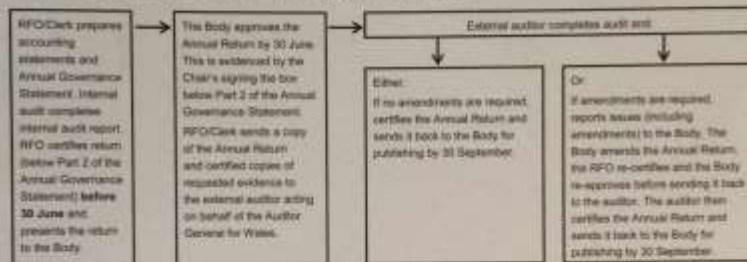 RFO/Clerk prepares
accounting
statements and
Annual Governance
Statement. Internal
audit completes
internal audit report.
RFO certifies return
(below Part 2 of the
Annual Governance
Statement) before
30 June and
presents the return
to the Body.
The Body approves the
Annual Return by 30 June.
This is evidenced by the
Chair's signing the box
below Part 2 of the Annual
Governance Statement.
RFO/Clerk sends a copy
of the Annual Return
and certified copies of
requested evidence to
the external auditor acting
on behalf of the Auditor
General for Wales.
External auditor completes audit and:
Either:
If no amendments are required,
certifies the Annual Return and
sends it back to the Body for
publishing by 30 September.
Or:
If amendments are required,
reports issues (including
amendments) to the Body. The
Body amends the Annual Return,
the RFO re-certifies and the Body
re-approves before sending it back
to the auditor. The auditor then
certifies the Annual Return and
sends it back to the Body for
publishing by 30 September.